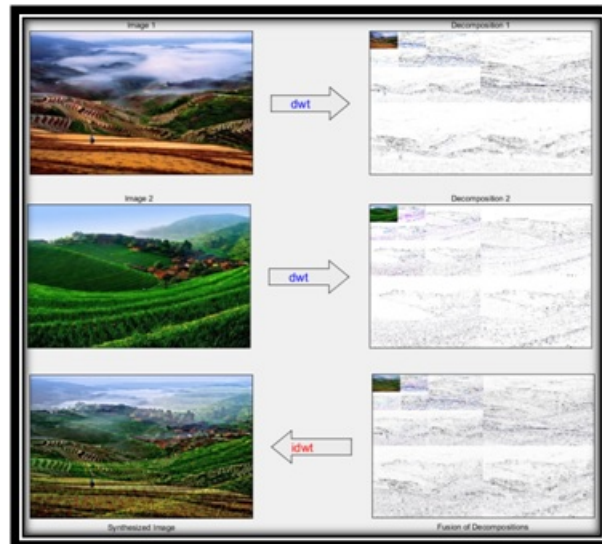 Image 1
Decomposition 1
dwt
Image 2
Decomposition 2
dwt
idwt
Synthesized Image
Fusion of Decompositions